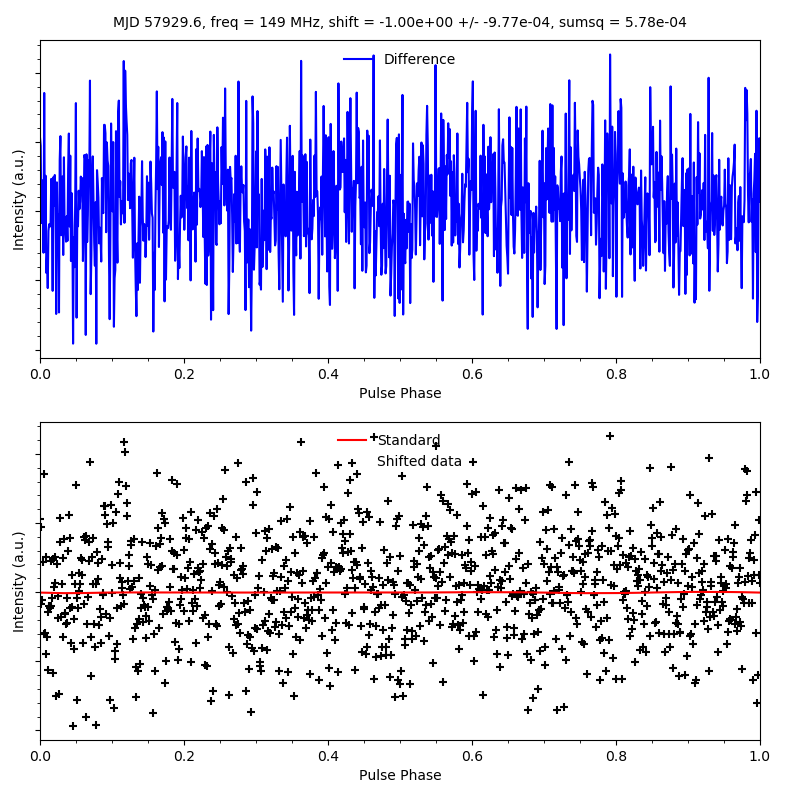 MJD 57929.6, freq = 149 MHz, shift = -1.00e+00 +/- -9.77e-04, sumsq = 5.78e-04
Difference
Intensity (a.u.)
0.0 0.2 0.4 0.6 0.8 1.0
Pulse Phase
Standard
Shifted data
Intensity (a.u.)
0.0 0.2 0.4 0.6 0.8 1.0
Pulse Phase